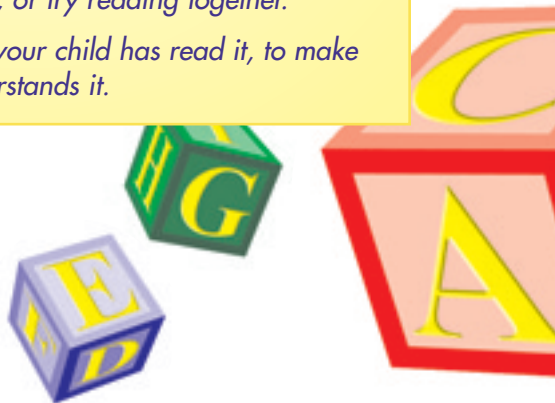 or try reading together.
your child has read it, to make
rstands it.
C
H
G
A
E
F
D